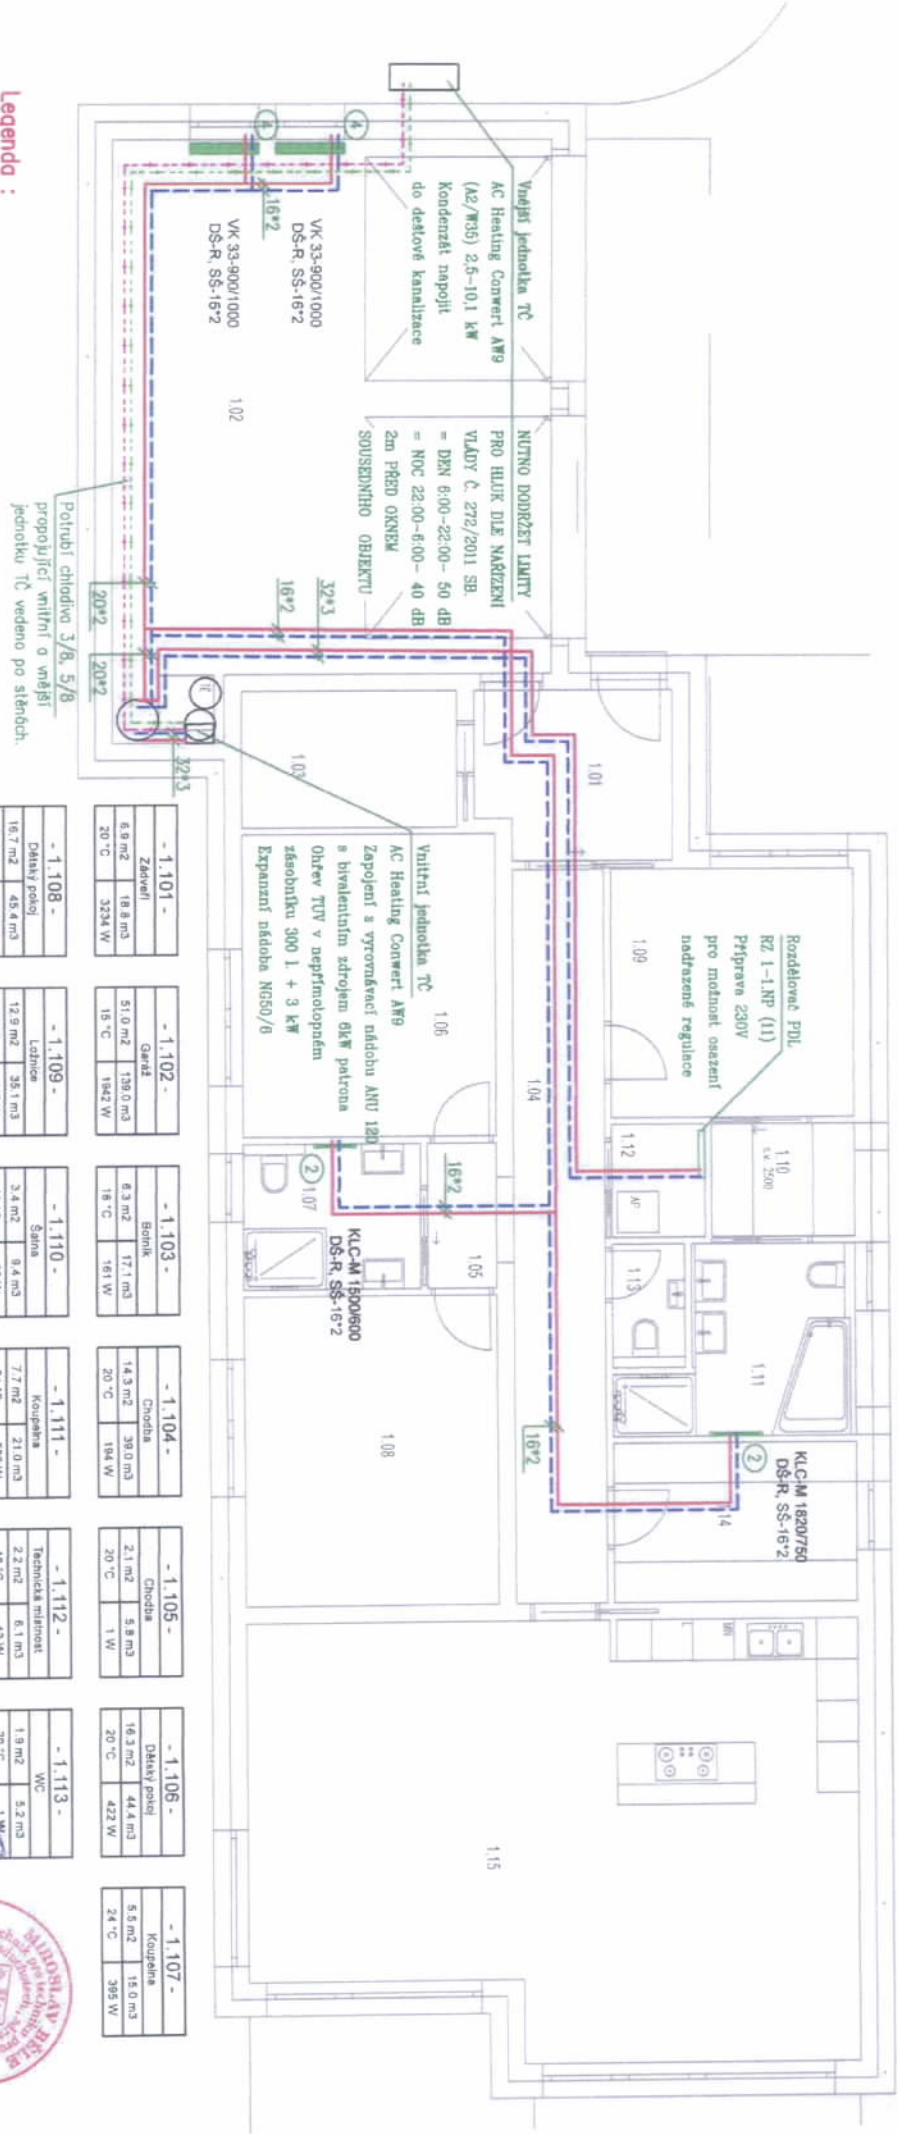 Vnější jednotka TČ
AC Heating Conwert AW9
(A2/W35) 2,5-10,1 kW
Kondenzát napojit
do dešťové kanalizace
NUTNO DODRŽET LIMITY
PRO HLUK DLE NAŘÍZENÍ
VLÁDY Č. 272/2011 SB.
= DEN 6:00-22:00- 50 dB
= NOC 22:00-6:00- 40 dB
2m PŘED OKNEM
SOUSEDNÍHO OBJEKTU
Rozdělovač PDL
RZ 1-1.NP (11)
Příprava 230V
pro možnost osazení
nadřazené regulace
1.01
1.09
1.10
s.v. 2500
1.12
AP
1.13
1.11
KLC-M 1820/750
DŠ-R, SŠ-16*2
2
14
MN
L
4
4
16*2
VK 33-900/1000
DŠ-R, SŠ-16*2
VK 33-900/1000
DŠ-R, SŠ-15*2
1.02
32*3
16*2
1.04
16*2
16*2
1.05
1.03
Vnitřní jednotka TČ
AC Heating Conwert AW9
Zapojení s vyrovnávací nádobu ANU 120
s bivalentním zdrojem 6kW patrona
Ohřev TUV v nepřímotopném
zásobníku 300 l. + 3 kW
Expanzní nádoba NG50/6
1.06
2
1.07
KLC-M 1500/600
DŠ-R, SŠ-16*2
1.08
1.15
20*2
20*2
32*3
Potrubí chladiva 3/8, 5/8
propojující vnitřní a vnější
jednotku TČ vedeno po stěnách.
Legenda :
- 1.101 -
Zádveří
6.9 m2 18.8 m3
20 °C 3234 W
- 1.102 -
Garáž
51.0 m2 139.0 m3
15 °C 1942 W
- 1.103 -
Botník
6.3 m2 17.1 m3
18 °C 161 W
- 1.104 -
Chodba
14.3 m2 39.0 m3
20 °C 194 W
- 1.105 -
Chodba
2.1 m2 5.8 m3
20 °C 1 W
- 1.106 -
Dětský pokoj
16.3 m2 44.4 m3
20 °C 422 W
- 1.107 -
Koupelna
5.5 m2 15.0 m3
24 °C 395 W
- 1.108 -
Dětský pokoj
16.7 m2 45.4 m3
- 1.109 -
Ložnice
12.9 m2 35.1 m3
- 1.110 -
Šatna
3.4 m2 9.4 m3
- 1.111 -
Koupelna
7.7 m2 21.0 m3
- 1.112 -
Technická místnost
2.2 m2 6.1 m3
- 1.113 -
WC
1.9 m2 5.2 m3
MIROSLAV